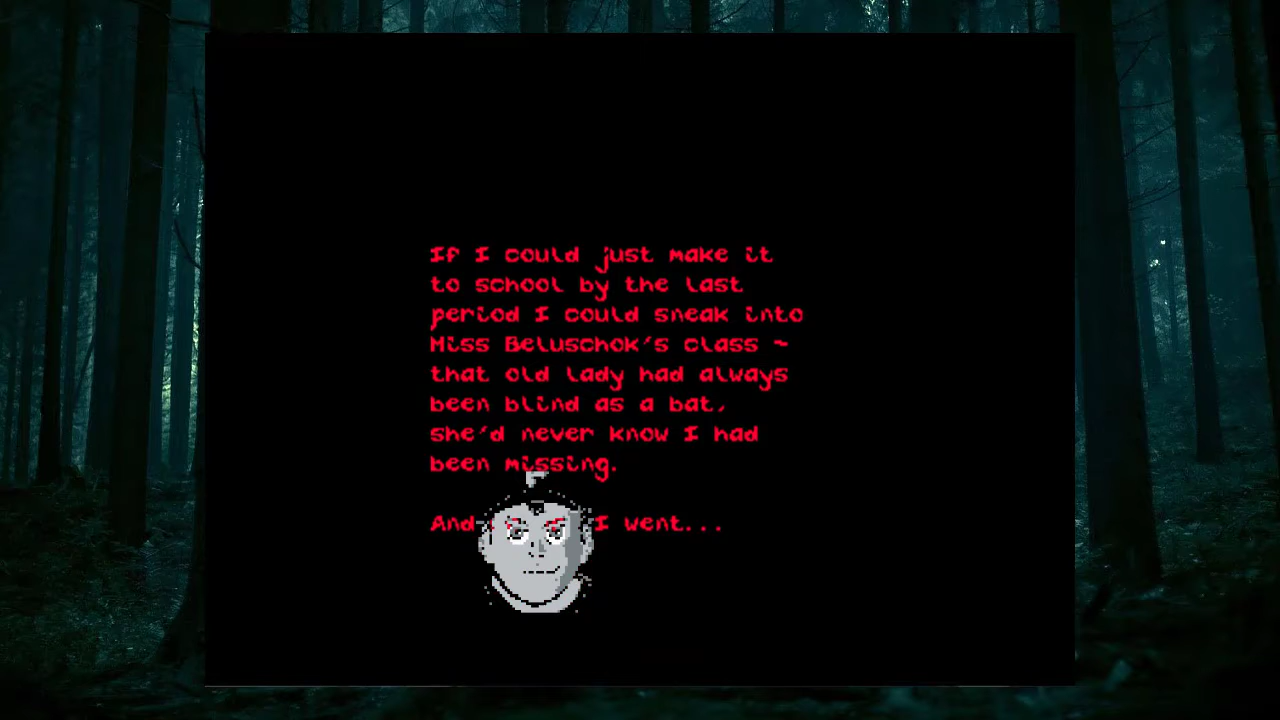 If I could just make it
to school by the last
period I could sneak into
Miss Beluschok's class ~
that old lady had always
been blind as a bat,
she'd never know I had
been missing.
And I went...